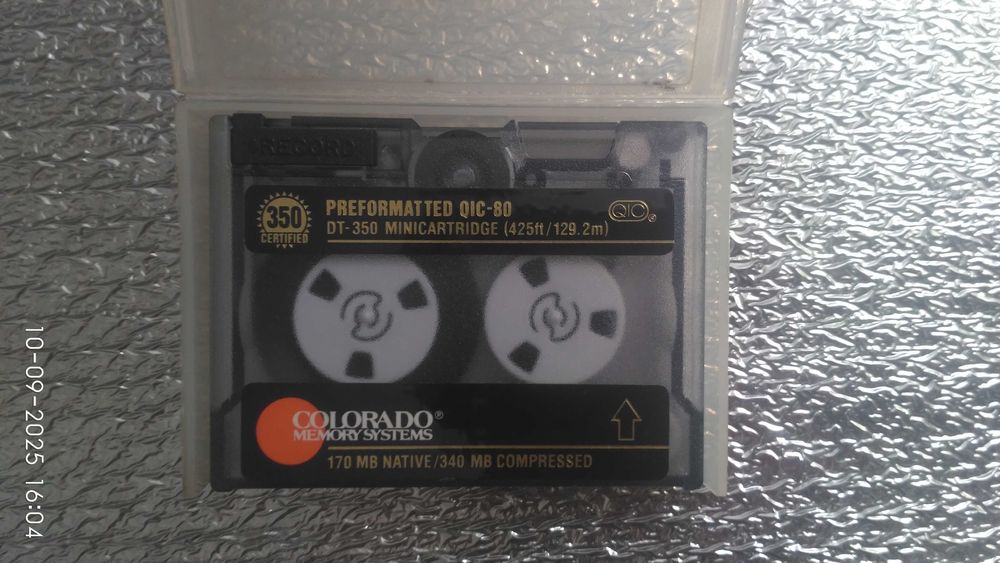 RECORD
350
CERTIFIED
PREFORMATTED QIC-80
DT-350 MINICARTRIDGE (425ft/129.2m)
QIC
COLORADO®
MEMORY SYSTEMS
170 MB NATIVE/340 MB COMPRESSED
10-09-2025 16:04